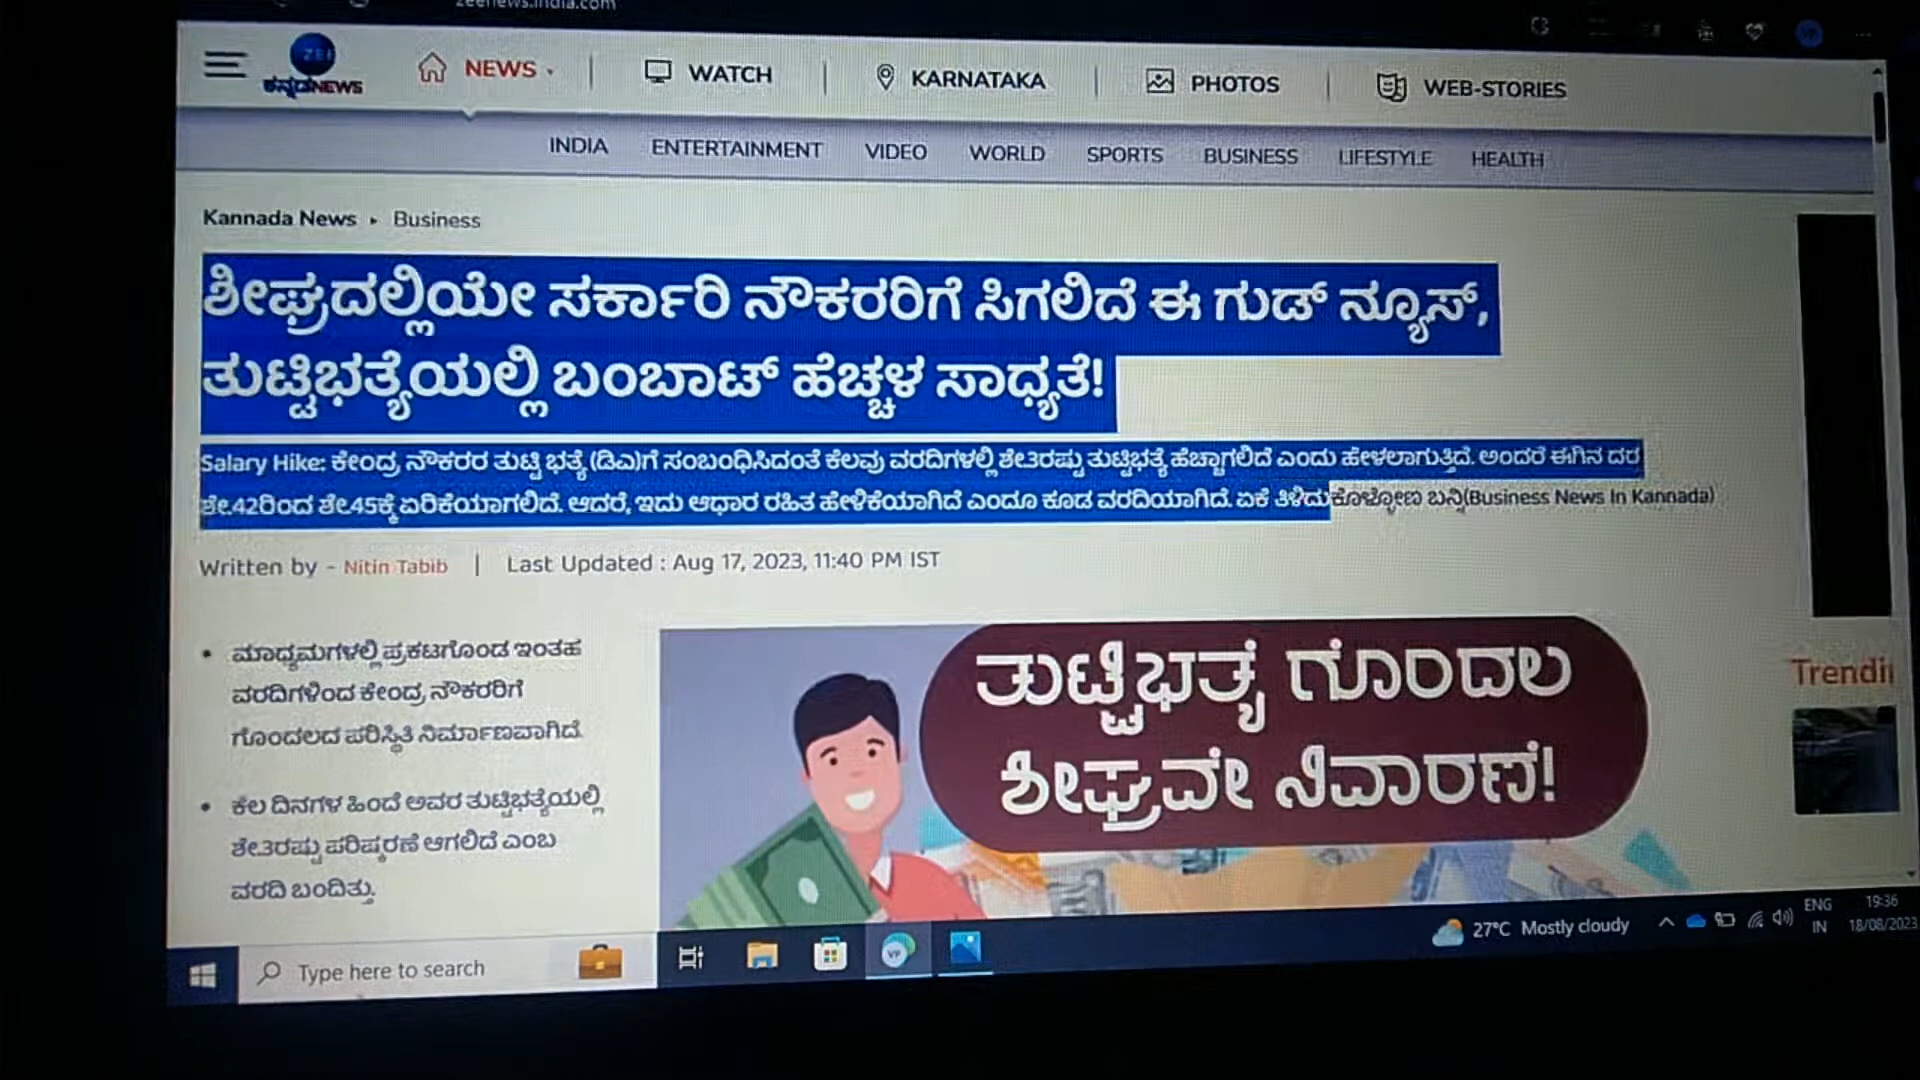 zeenews.india.com
ZEE
ಕನ್ನಡNEWS
NEWS
WATCH
KARNATAKA
PHOTOS
WEB-STORIES
INDIA
ENTERTAINMENT
VIDEO
WORLD
SPORTS
BUSINESS
LIFESTYLE
HEALTH
Kannada News ▸ Business
ಶೀಘ್ರದಲ್ಲಿಯೇ ಸರ್ಕಾರಿ ನೌಕರರಿಗೆ ಸಿಗಲಿದೆ ಈ ಗುಡ್ ನ್ಯೂಸ್,
ತುಟ್ಟಿಭತ್ಯೆಯಲ್ಲಿ ಬಂಬಾಟ್ ಹೆಚ್ಚಳ ಸಾಧ್ಯತೆ!
Salary Hike: ಕೇಂದ್ರ ನೌಕರರ ತುಟ್ಟಿ ಭತ್ಯೆ (ಡಿಎ)ಗೆ ಸಂಬಂಧಿಸಿದಂತೆ ಕೆಲವು ವರದಿಗಳಲ್ಲಿ ಶೇ.3ರಷ್ಟು ತುಟ್ಟಿಭತ್ಯೆ ಹೆಚ್ಚಾಗಲಿದೆ ಎಂದು ಹೇಳಲಾಗುತ್ತಿದೆ. ಅಂದರೆ ಈಗಿನ ದರ
ಶೇ.42ರಿಂದ ಶೇ.45ಕ್ಕೆ ಏರಿಕೆಯಾಗಲಿದೆ. ಆದರೆ, ಇದು ಆಧಾರ ರಹಿತ ಹೇಳಿಕೆಯಾಗಿದೆ ಎಂದೂ ಕೂಡ ವರದಿಯಾಗಿದೆ. ಏಕೆ ತಿಳಿದುಕೊಳ್ಳೋಣ ಬನ್ನಿ(Business News In Kannada)
Written by - Nitin Tabib | Last Updated : Aug 17, 2023, 11:40 PM IST
• ಮಾಧ್ಯಮಗಳಲ್ಲಿ ಪ್ರಕಟಗೊಂಡ ಇಂತಹ
ವರದಿಗಳಿಂದ ಕೇಂದ್ರ ನೌಕರರಿಗೆ
ಗೊಂದಲದ ಪರಿಸ್ಥಿತಿ ನಿರ್ಮಾಣವಾಗಿದೆ.
• ಕೆಲ ದಿನಗಳ ಹಿಂದೆ ಅವರ ತುಟ್ಟಿಭತ್ಯೆಯಲ್ಲಿ
ಶೇ.3ರಷ್ಟು ಪರಿಷ್ಕರಣೆ ಆಗಲಿದೆ ಎಂಬ
ವರದಿ ಬಂದಿತ್ತು.
ತುಟ್ಟಿಭತ್ಯೆ ಗೊಂದಲ
ಶೀಘ್ರವೇ ನಿವಾರಣೆ!
Trendi
Type here to search
VP
27°C Mostly cloudy
ENG
IN
19:36
18/08/2023